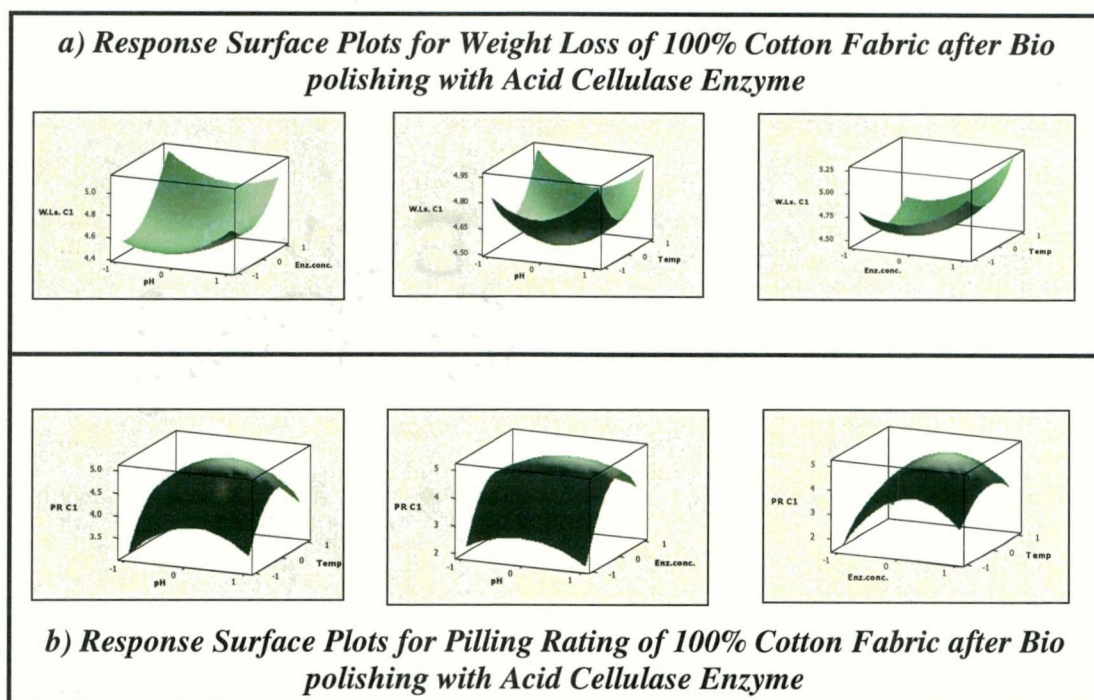 a) Response Surface Plots for Weight Loss of 100% Cotton Fabric after Bio
polishing with Acid Cellulase Enzyme
5.0
4.8
W.Ls. C1
4.6
4.4
-1
0
pH
1
-1
0
1
Enz.conc.
4.95
4.80
W.Ls. C1
4.65
4.50
-1
0
pH
1
-1
0
1
Temp
5.25
5.00
W.Ls. C1
4.75
4.50
-1
0
Enz.conc.
1
-1
0
1
Temp
5.0
4.5
PR C1
4.0
3.5
-1
0
pH
1
-1
0
1
Temp
5
4
PR C1
3
2
-1
0
pH
1
-1
0
1
Enz.conc.
5
4
PR C1
3
2
-1
0
Enz.conc.
1
-1
0
1
Temp
b) Response Surface Plots for Pilling Rating of 100% Cotton Fabric after Bio
polishing with Acid Cellulase Enzyme